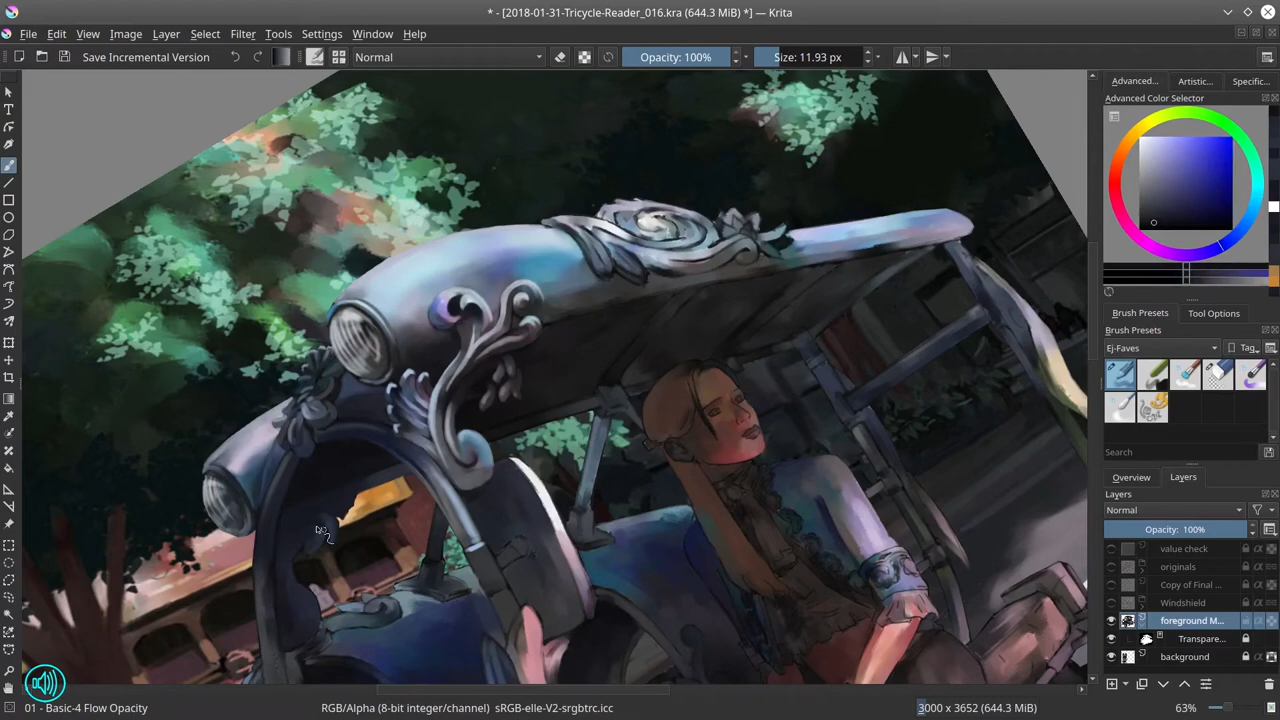 * - [2018-01-31-Tricycle-Reader_016.kra (644.3 MiB) *] — Krita
File Edit View Image Layer Select Filter Tools Settings Window Help
Save Incremental Version Normal Opacity: 100% Size: 11.93 px
Advanced... Artistic... Specific...
Advanced Color Selector
Brush Presets Tool Options
Brush Presets
Ej-Faves Tag
Search
Overview Layers
Layers
Normal
Opacity: 100%
value check
originals
Copy of Final ...
Windshield
foreground M...
Transpare...
background
01 - Basic-4 Flow Opacity RGB/Alpha (8-bit integer/channel) sRGB-elle-V2-srgbtrc.icc 3000 x 3652 (644.3 MiB) 63%